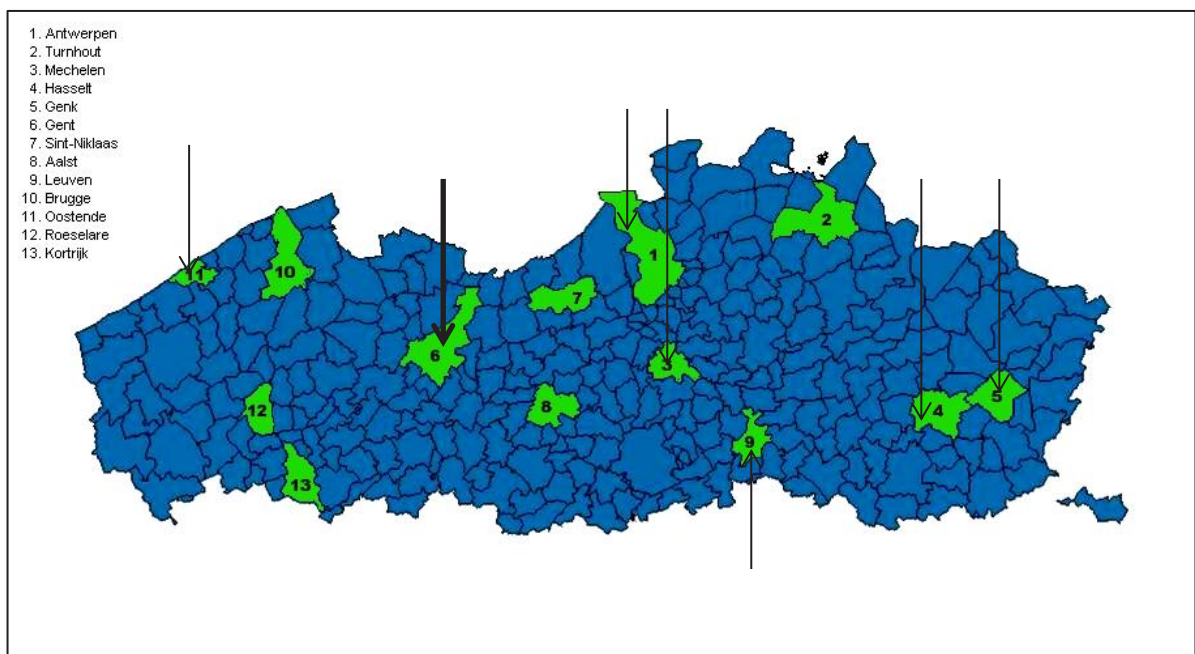 1. Antwerpen
2. Turnhout
3. Mechelen
4. Hasselt
5. Genk
6. Gent
7. Sint-Niklaas
8. Aalst
9. Leuven
10. Brugge
11. Oostende
12. Roeselare
13. Kortrijk
2
1
11
10
7
6
3
5
8
4
12
9
13